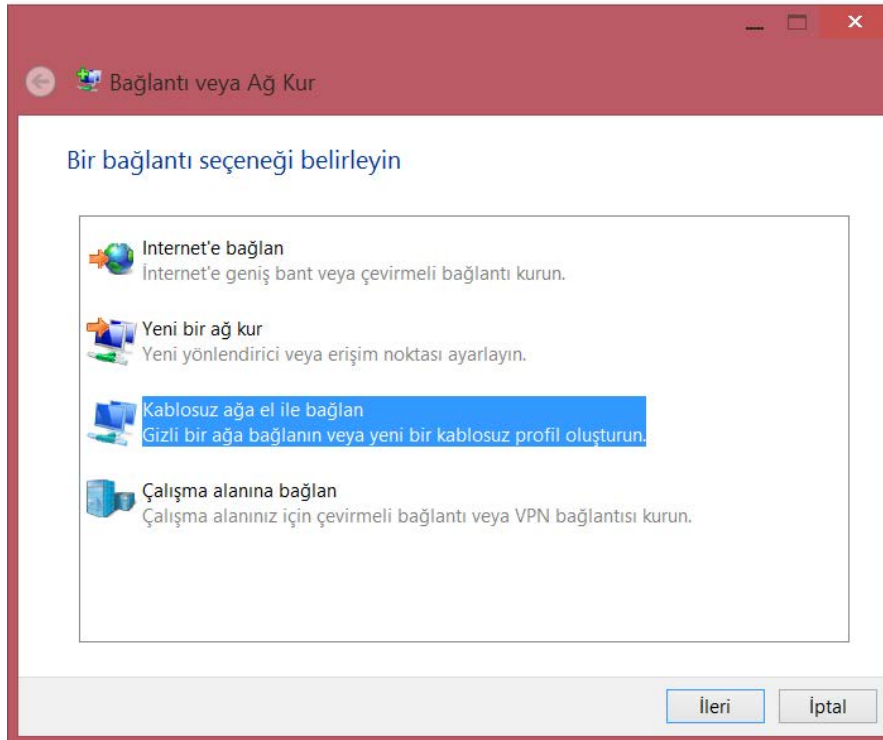 Bağlantı veya Ağ Kur
Bir bağlantı seçeneği belirleyin
Internet'e bağlan
İnternet'e geniş bant veya çevirmeli bağlantı kurun.
Yeni bir ağ kur
Yeni yönlendirici veya erişim noktası ayarlayın.
Kablosuz ağa el ile bağlan
Gizli bir ağa bağlanın veya yeni bir kablosuz profil oluşturun.
Çalışma alanına bağlan
Çalışma alanınız için çevirmeli bağlantı veya VPN bağlantısı kurun.
İleri İptal